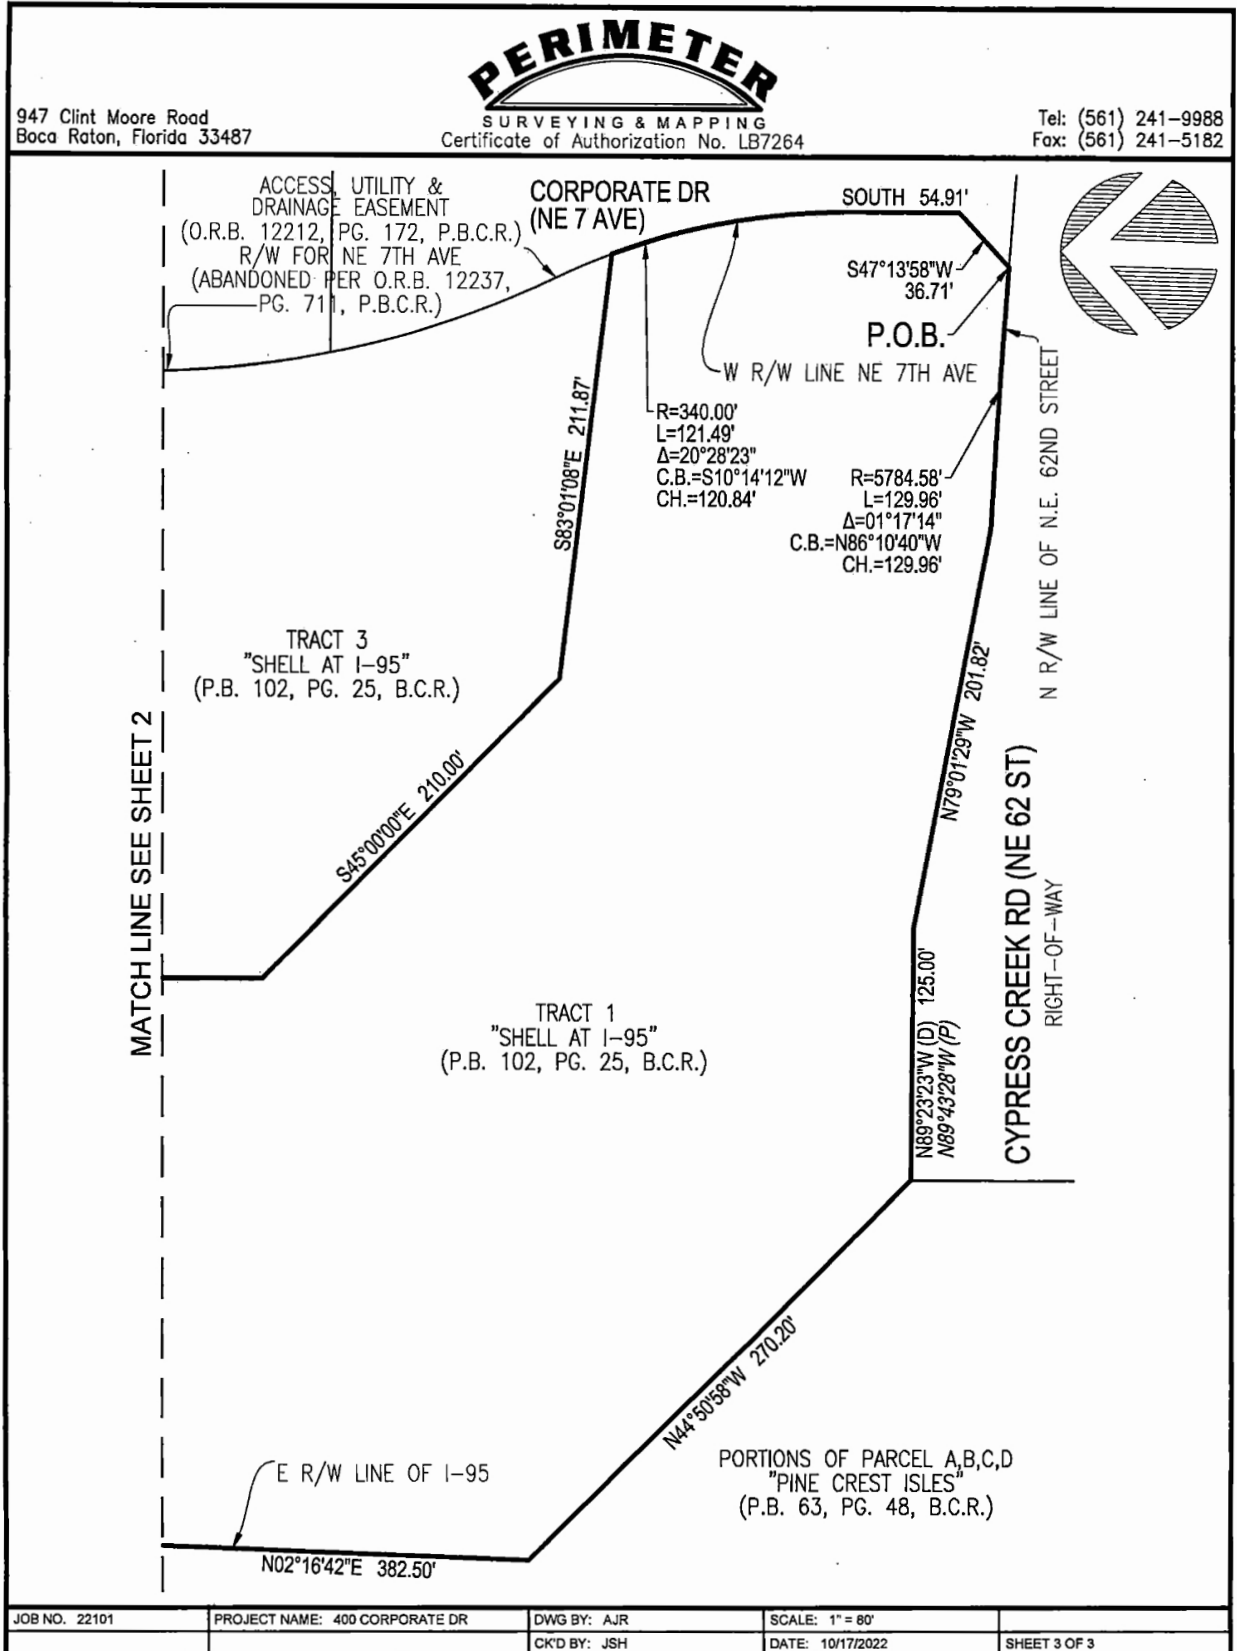 PERIMETER
SURVEYING & MAPPING
Certificate of Authorization No. LB7264
947 Clint Moore Road
Boca Raton, Florida 33487
Tel: (561) 241-9988
Fax: (561) 241-5182
ACCESS, UTILITY &
DRAINAGE EASEMENT
(O.R.B. 12212, PG. 172, P.B.C.R.)
R/W FOR NE 7TH AVE
(ABANDONED PER O.R.B. 12237,
PG. 711, P.B.C.R.)
CORPORATE DR
(NE 7 AVE)
SOUTH 54.91'
S47°13'58"W
36.71'
P.O.B.
W R/W LINE NE 7TH AVE
R=340.00'
L=121.49'
Δ=20°28'23"
C.B.=S10°14'12"W
CH.=120.84'
R=5784.58'
L=129.96'
Δ=01°17'14"
C.B.=N86°10'40"W
CH.=129.96'
S83°01'08"E 211.87'
N R/W LINE OF N.E. 62ND STREET
TRACT 3
"SHELL AT I-95"
(P.B. 102, PG. 25, B.C.R.)
N79°01'29"W 201.82'
S45°00'00"E 210.00'
MATCH LINE SEE SHEET 2
CYPRESS CREEK RD (NE 62 ST)
RIGHT-OF-WAY
TRACT 1
"SHELL AT I-95"
(P.B. 102, PG. 25, B.C.R.)
N89°23'23"W (D) 125.00'
N89°43'28"W (P)
N44°50'58"W 270.20'
PORTIONS OF PARCEL A,B,C,D
"PINE CREST ISLES"
(P.B. 63, PG. 48, B.C.R.)
E R/W LINE OF I-95
N02°16'42"E 382.50'
JOB NO. 22101
PROJECT NAME: 400 CORPORATE DR
DWG BY: AJR
SCALE: 1" = 60'
CK'D BY: JSH
DATE: 10/17/2022
SHEET 3 OF 3